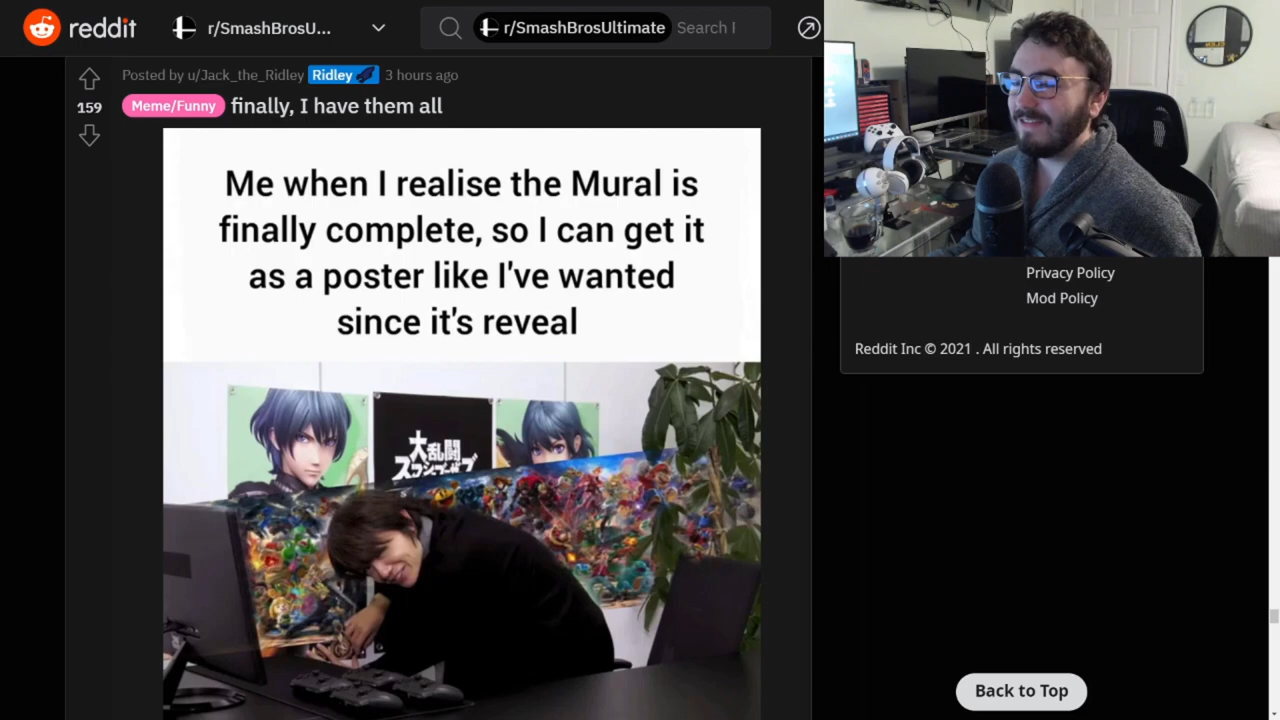 reddit
r/SmashBrosU...
r/SmashBrosUltimate Search
Posted by u/Jack_the_Ridley Ridley 3 hours ago
159
Meme/Funny finally, I have them all
Me when I realise the Mural is
finally complete, so I can get it
as a poster like I've wanted
since it's reveal
大乱闘
Privacy Policy
Mod Policy
Reddit Inc © 2021 . All rights reserved
Back to Top